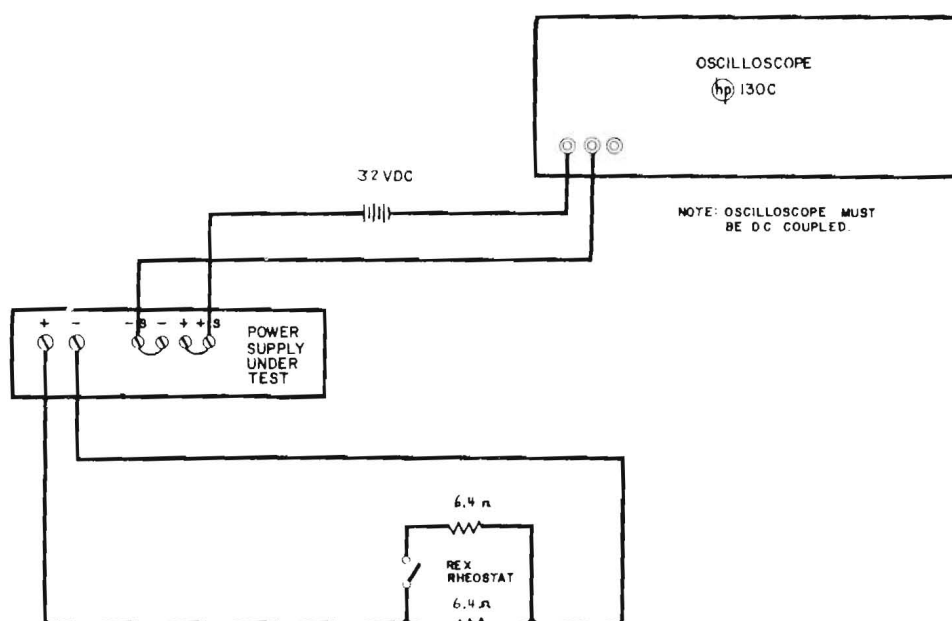 OSCILLOSCOPE
hp 130C
32 VDC
NOTE: OSCILLOSCOPE MUST
BE DC COUPLED.
+ - - S - + + S
POWER
SUPPLY
UNDER
TEST
6.4 Ω
REX
RHEOSTAT
6.4 Ω